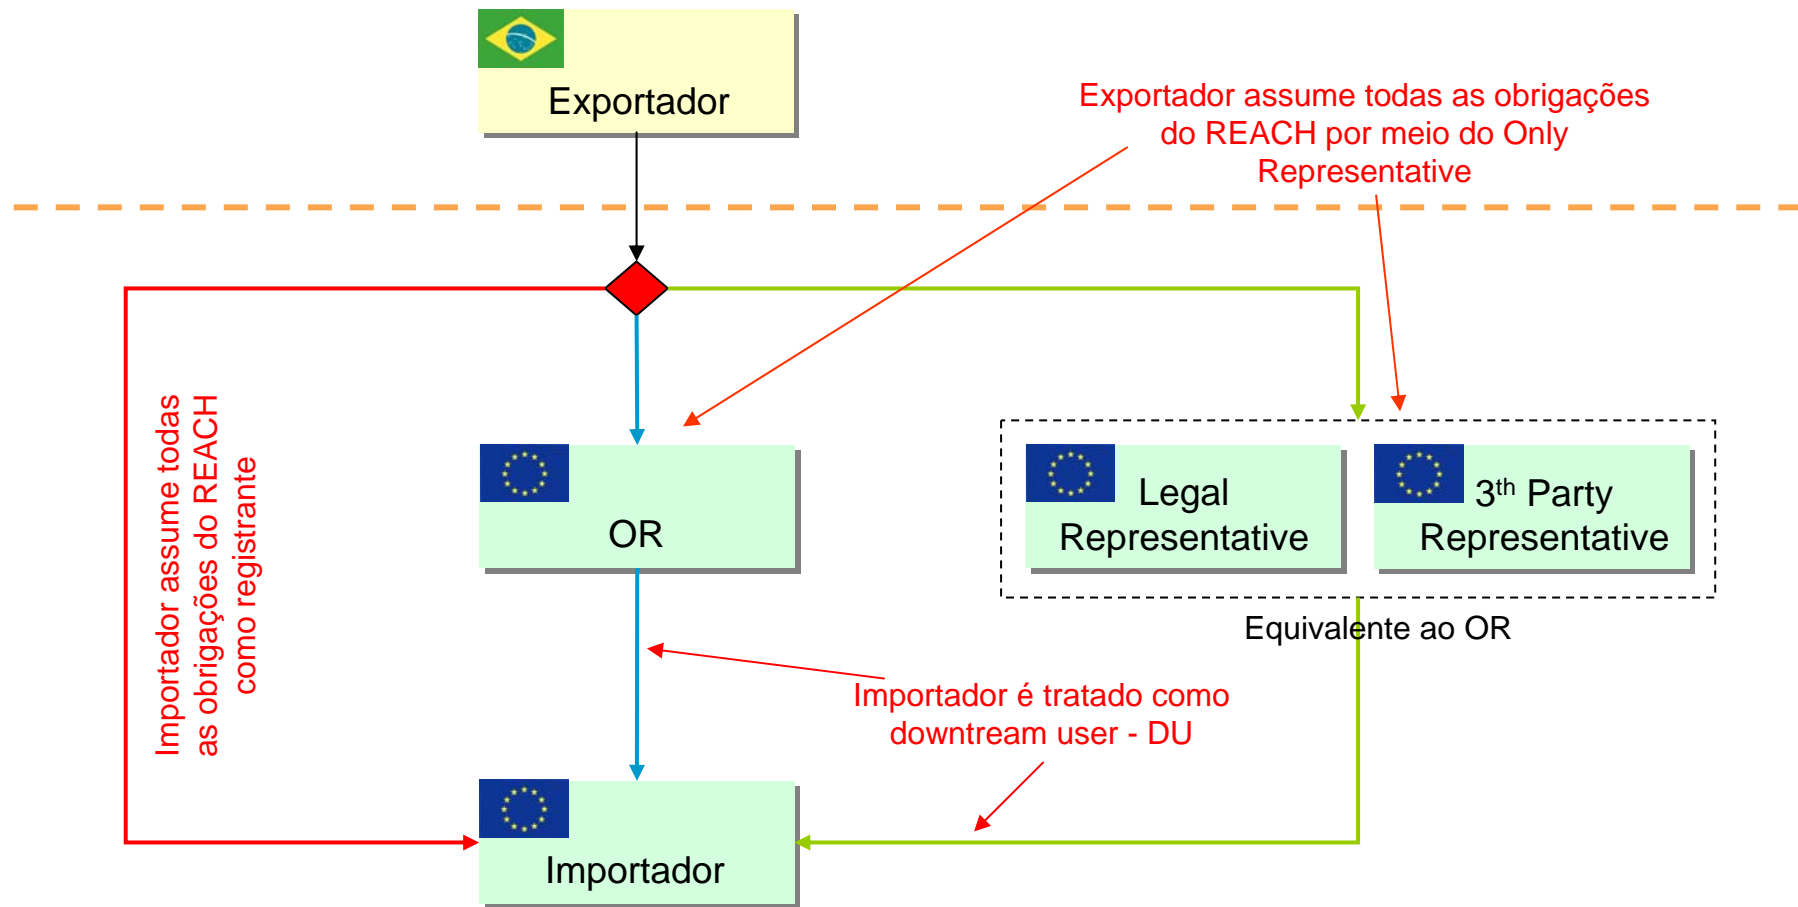 Exportador
Exportador assume todas as obrigações
do REACH por meio do Only
Representative
Importador assume todas
as obrigações do REACH
como registrante
OR
Legal
Representative
3th Party
Representative
Equivalente ao OR
Importador é tratado como
downtream user - DU
Importador